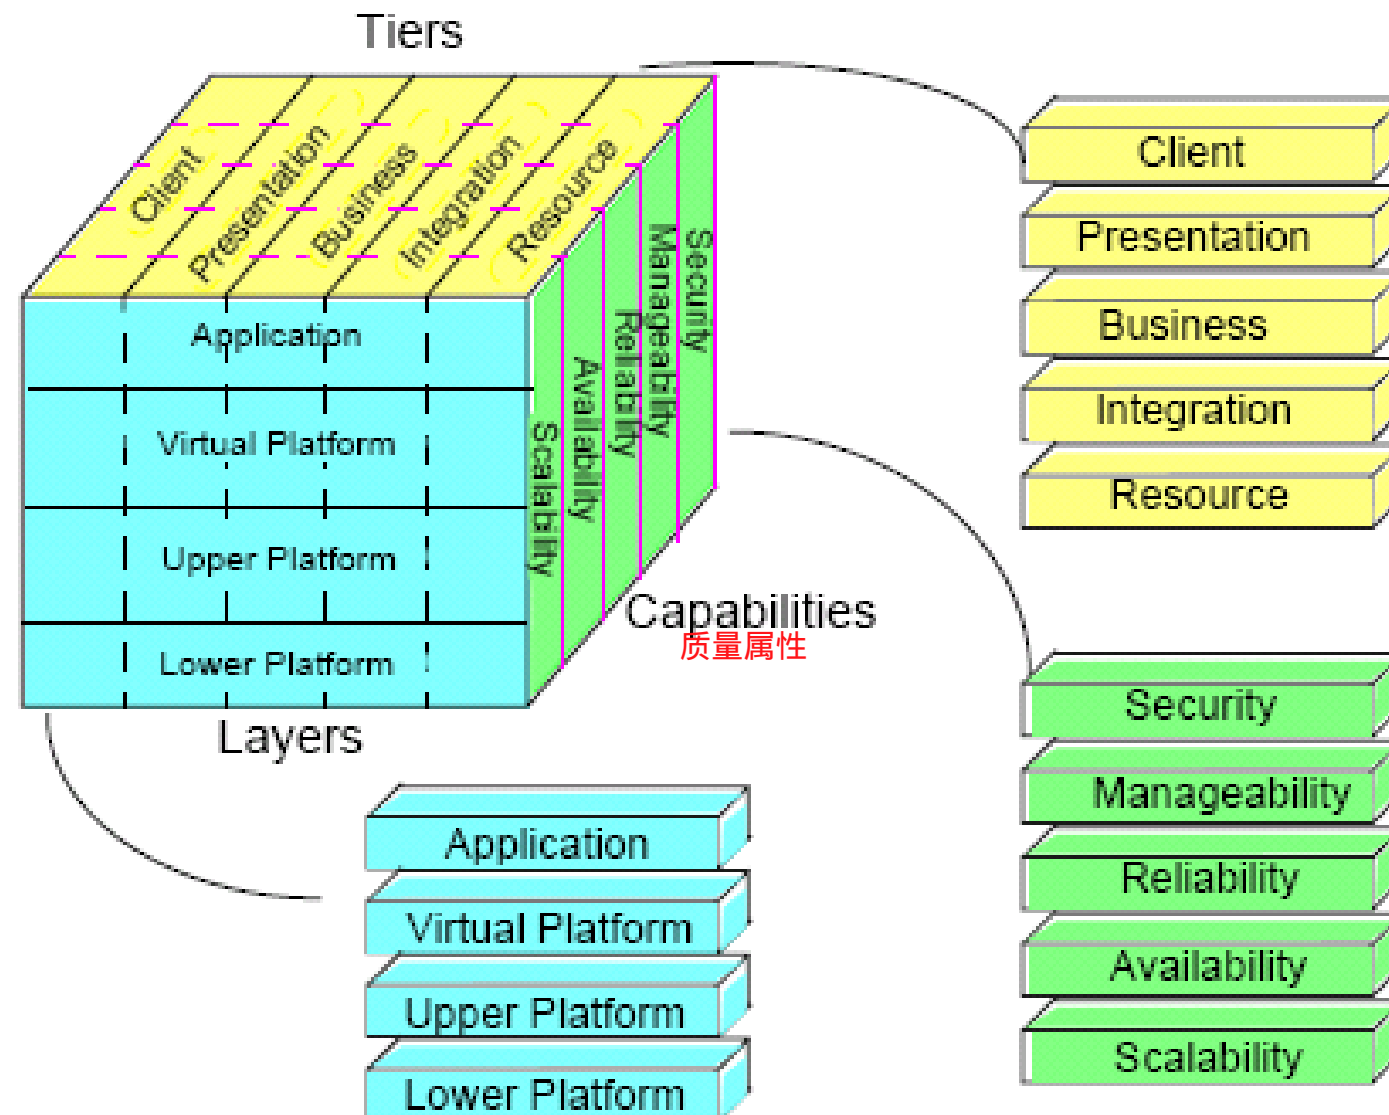 Tiers
Client
Presentation
Business
Integration
Resource
Application
Virtual Platform
Upper Platform
Lower Platform
Scalability
Availability
Reliability
Manageability
Security
Capabilities
质量属性
Layers
Client
Presentation
Business
Integration
Resource
Security
Manageability
Reliability
Availability
Scalability
Application
Virtual Platform
Upper Platform
Lower Platform